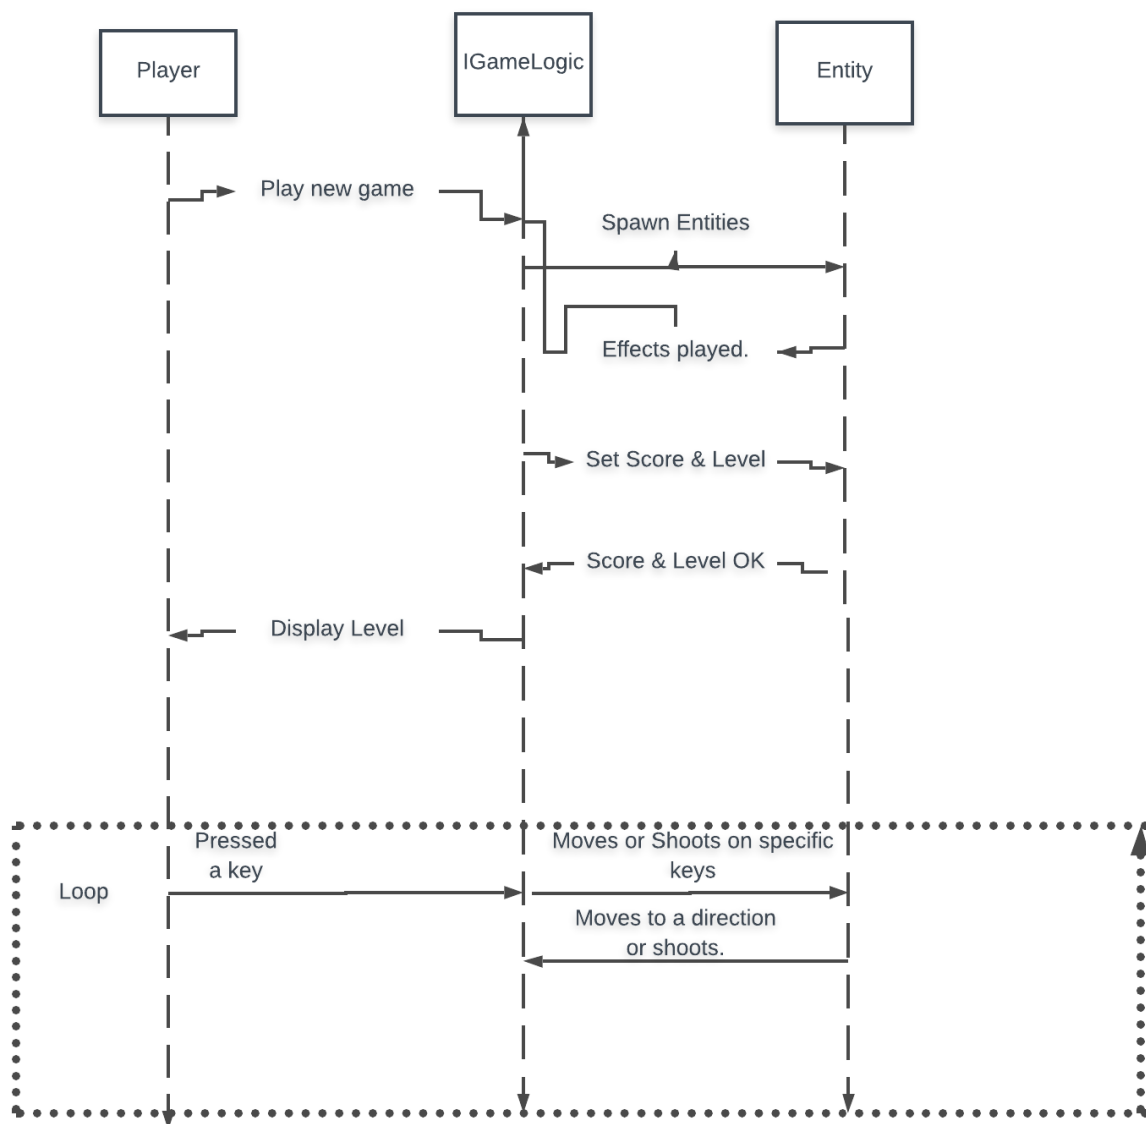 Player
IGameLogic
Entity
Play new game
Spawn Entities
Effects played.
Set Score & Level
Score & Level OK
Display Level
Pressed
a key
Moves or Shoots on specific
keys
Loop
Moves to a direction
or shoots.